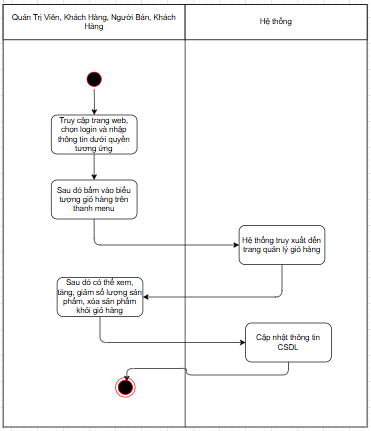 Quản Trị Viên, Khách Hàng, Người Bán, Khách
Hàng
Hệ thống
Truy cập trang web,
chọn login và nhập
thông tin dưới quyền
tương ứng
Sau đó bấm vào biểu
tượng giỏ hàng trên
thanh menu
Hệ thống truy xuất đến
trang quản lý giỏ hàng
Sau đó có thể xem,
tăng, giảm số lượng sản
phẩm, xóa sản phẩm
khỏi giỏ hàng
Cập nhật thông tin
CSDL